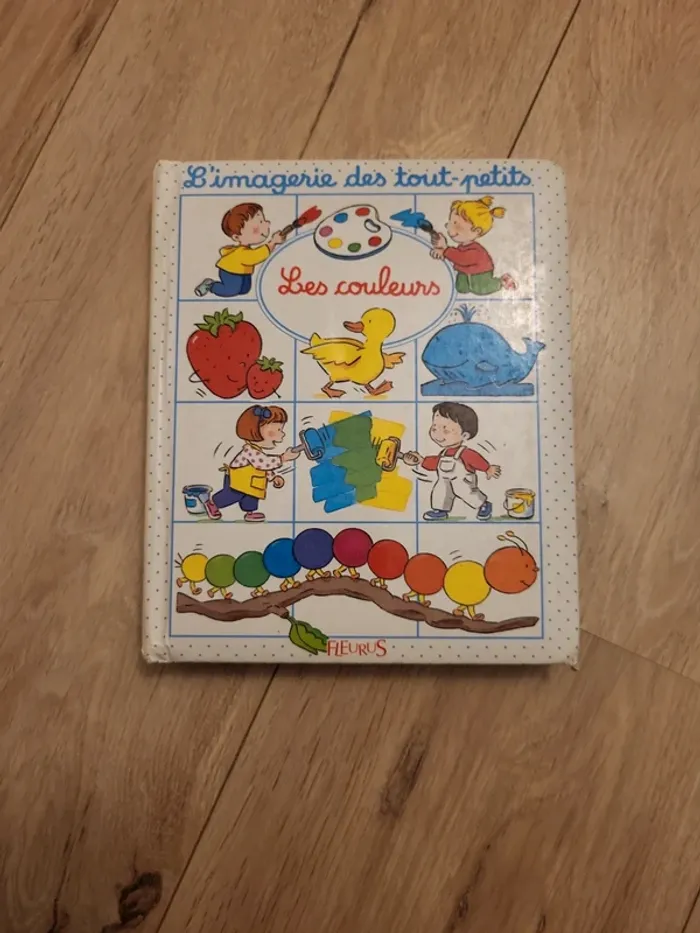 L'imagerie des tout-petits
Les couleurs
FLEURUS